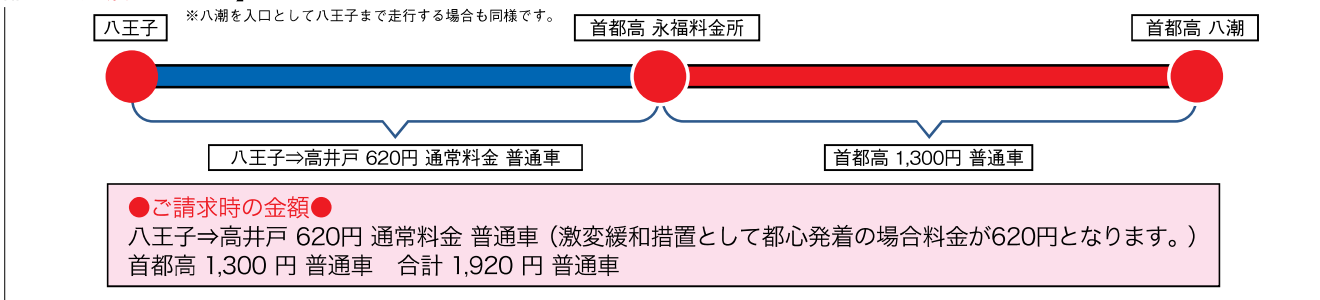 ※八潮を入口として八王子まで走行する場合も同様です。
八王子
首都高 永福料金所
首都高 八潮
八王子⇒高井戸 620円 通常料金 普通車
首都高 1,300円 普通車
●ご請求時の金額●
八王子⇒高井戸 620円 通常料金 普通車（激変緩和措置として都心発着の場合料金が620円となります。）
首都高 1,300 円 普通車　合計 1,920 円 普通車